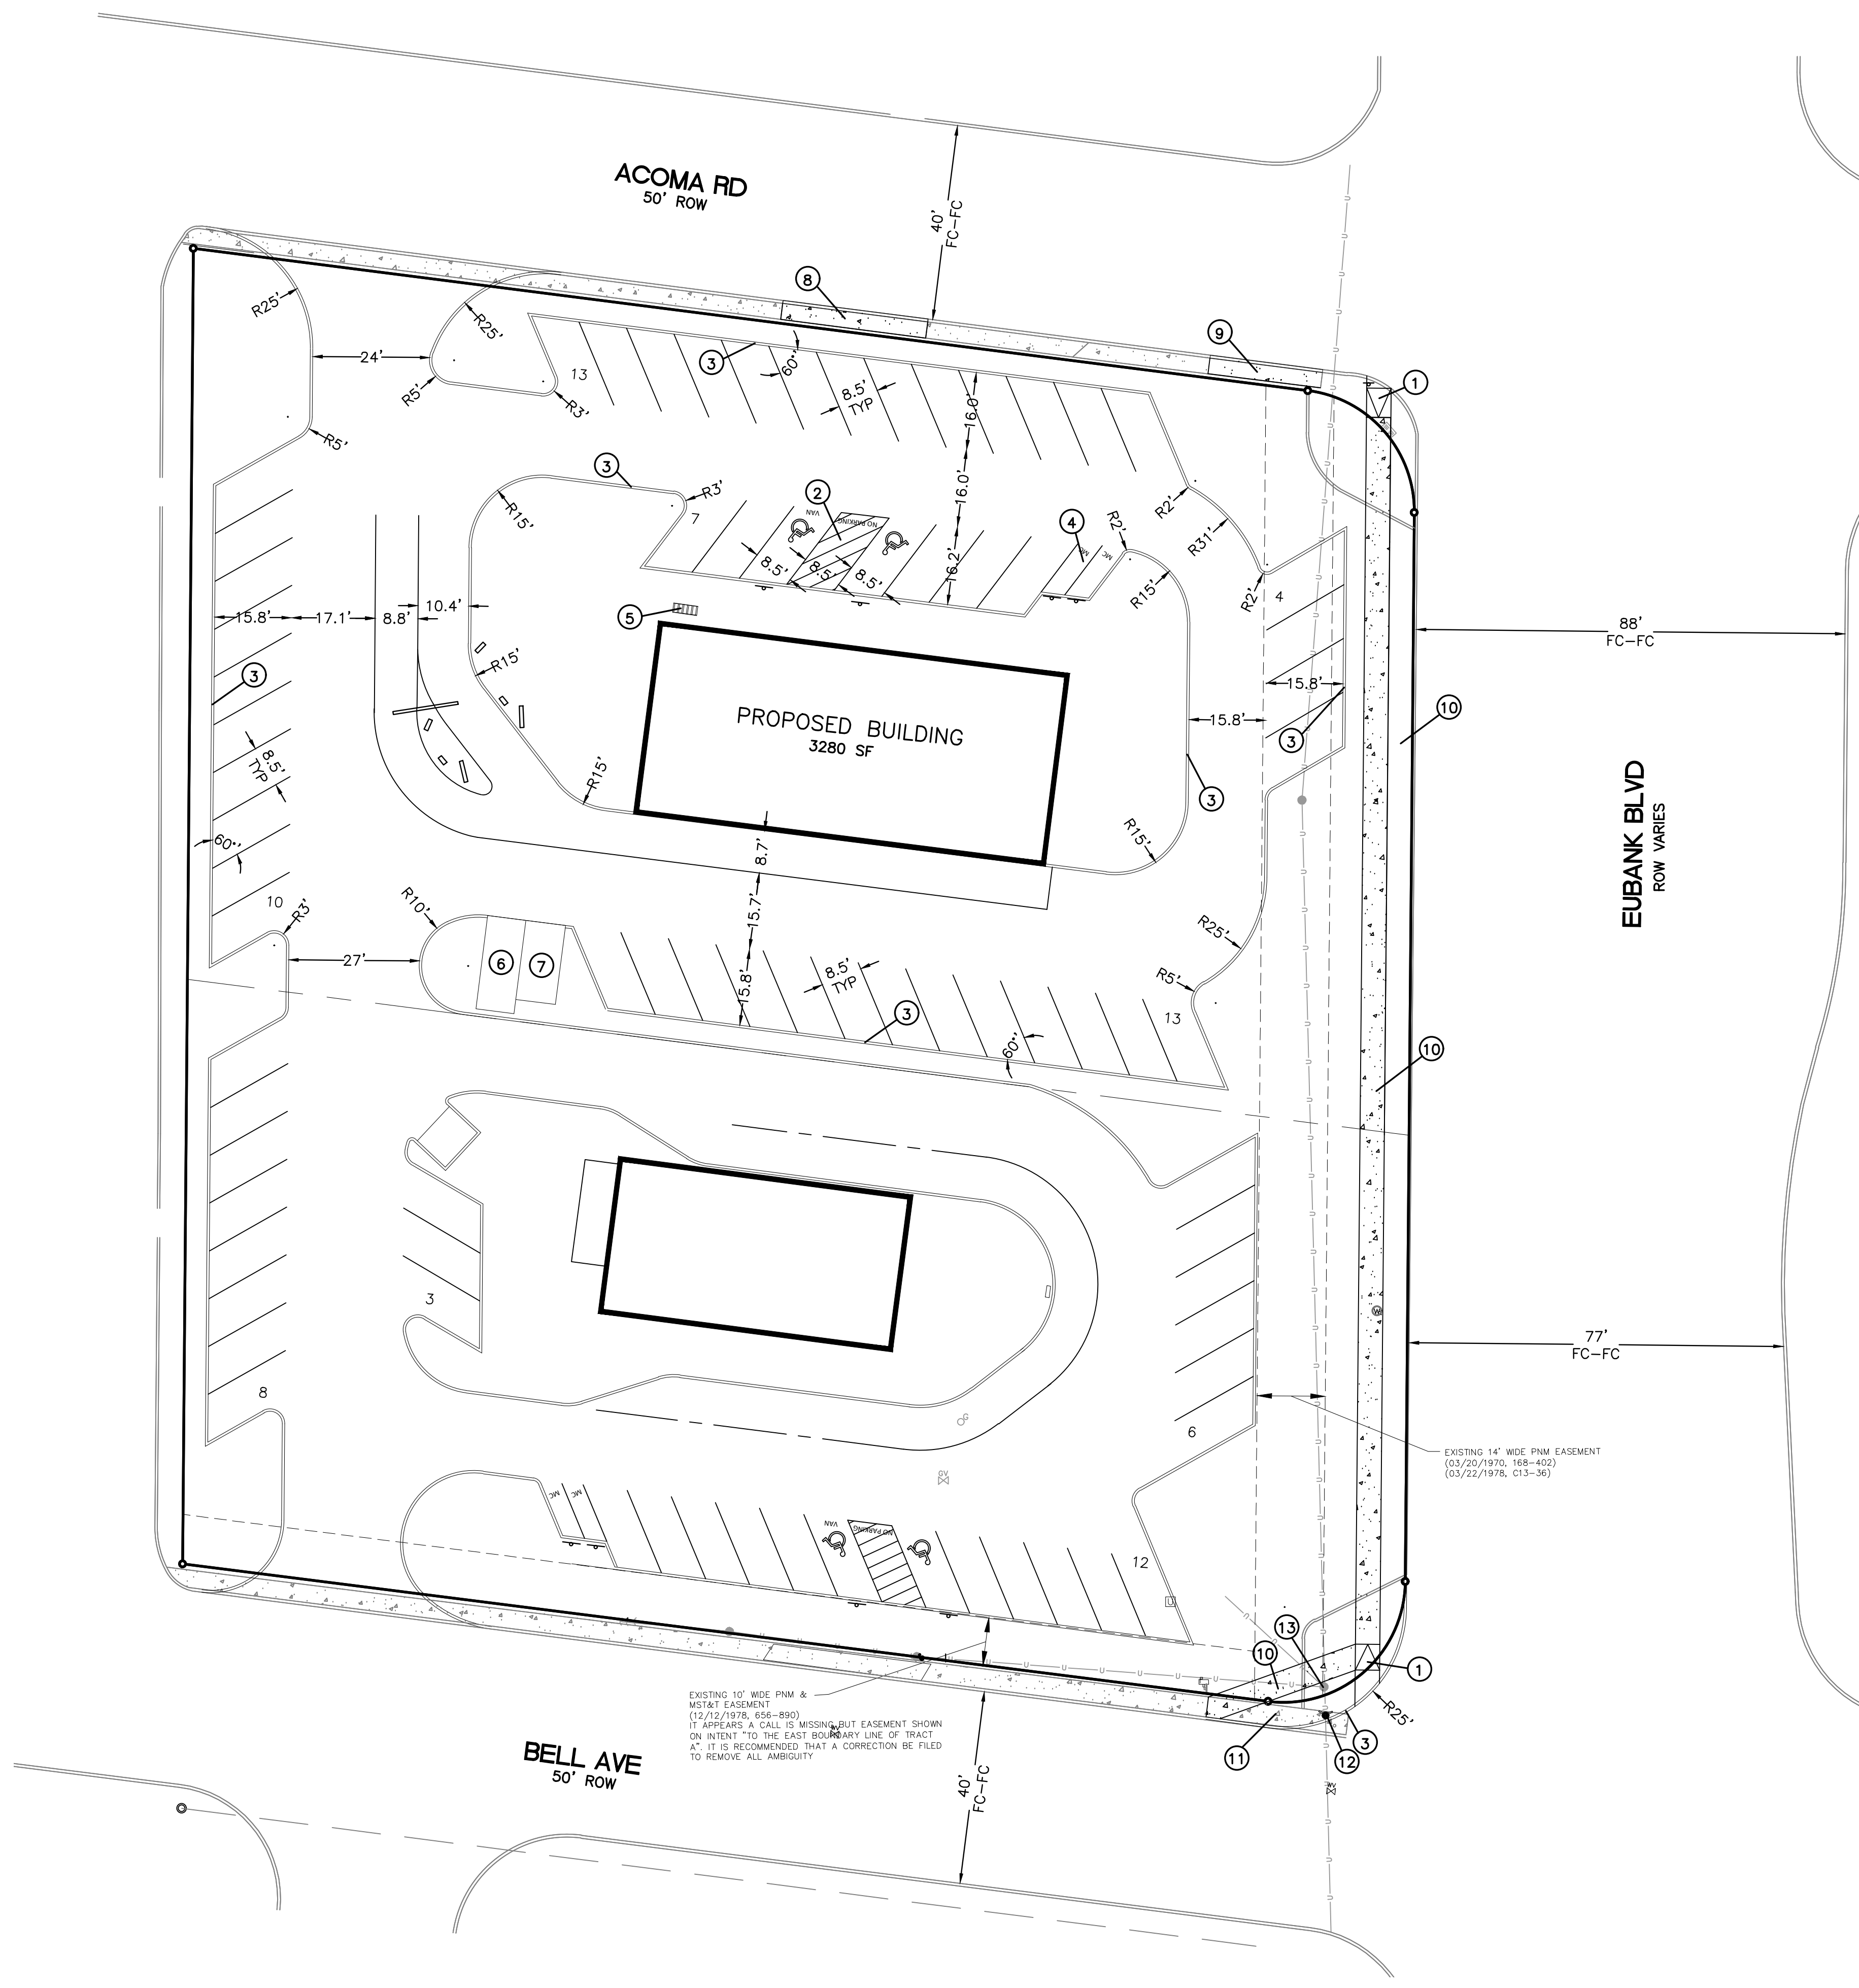 ACOMA RD
50' ROW
40'
FC-FC
8
9
1
R25'
R25'
24'
R5'
R3'
R5'
13
3
60°
8.5'
TYP
16.0'
16.0'
16.2'
3
R15'
R3'
7
2
VAN
NO PARKING
8.5'
8.5'
8.5'
4
MC
MC
R2'
R15'
R2'
R31'
R2'
4
5
15.8'
17.1'
8.8'
10.4'
R15'
3
8.5'
TYP
60°
10
R3'
R15'
PROPOSED BUILDING
3280 SF
15.8'
15.8'
3
3
R15'
88'
FC-FC
10
EUBANK BLVD
ROW VARIES
8.7'
15.7'
15.8'
R10'
27'
6
7
8.5'
TYP
3
60°
R25'
R5'
13
10
3
8
6
W
77'
FC-FC
G
GV
EXISTING 14' WIDE PNM EASEMENT
(03/20/1970, 168-402)
(03/22/1978, C13-36)
MC
MC
VAN
NO PARKING
12
U
13
10
1
R25'
3
12
11
EXISTING 10' WIDE PNM &
MST&T EASEMENT
(12/12/1978, 656-890)
IT APPEARS A CALL IS MISSING BUT EASEMENT SHOWN
ON INTENT "TO THE EAST BOUNDARY LINE OF TRACT
A". IT IS RECOMMENDED THAT A CORRECTION BE FILED
TO REMOVE ALL AMBIGUITY
WV
BELL AVE
50' ROW
40'
FC-FC